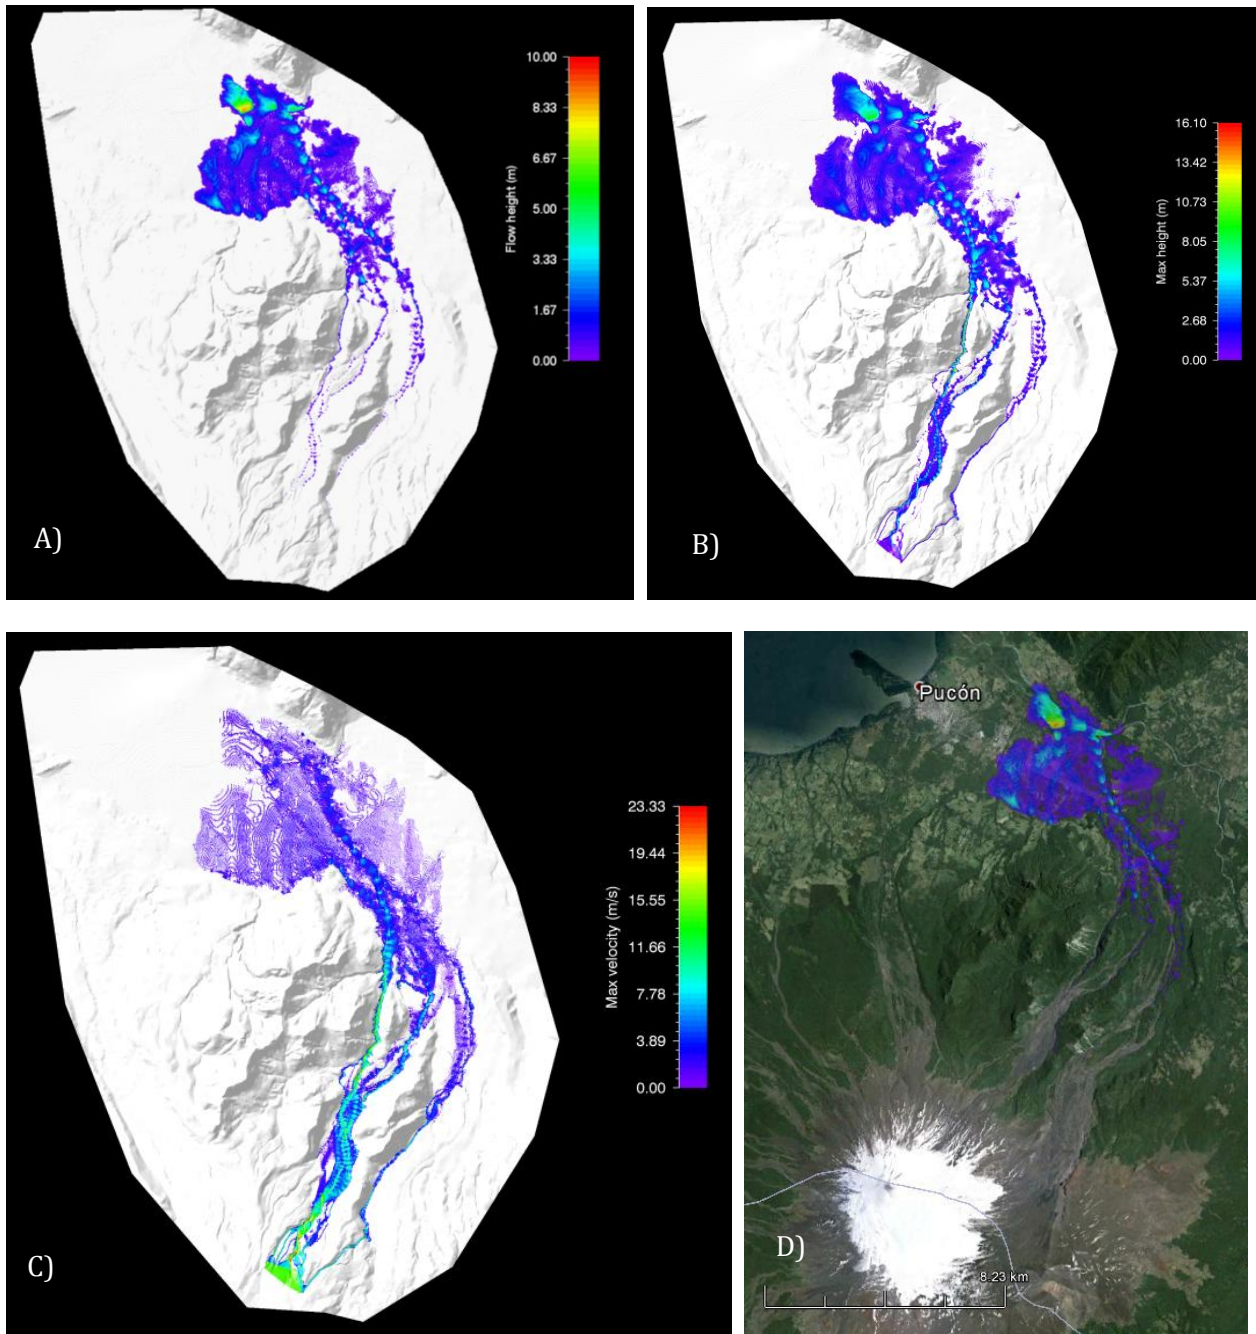 10.00
8.33
6.67
5.00
3.33
1.67
0.00
Flow height (m)
A)
16.10
13.42
10.73
8.05
5.37
2.68
0.00
Max height (m)
B)
23.33
19.44
15.55
11.66
7.78
3.89
0.00
Max velocity (m/s)
C)
Pucón
D)
8.23 km